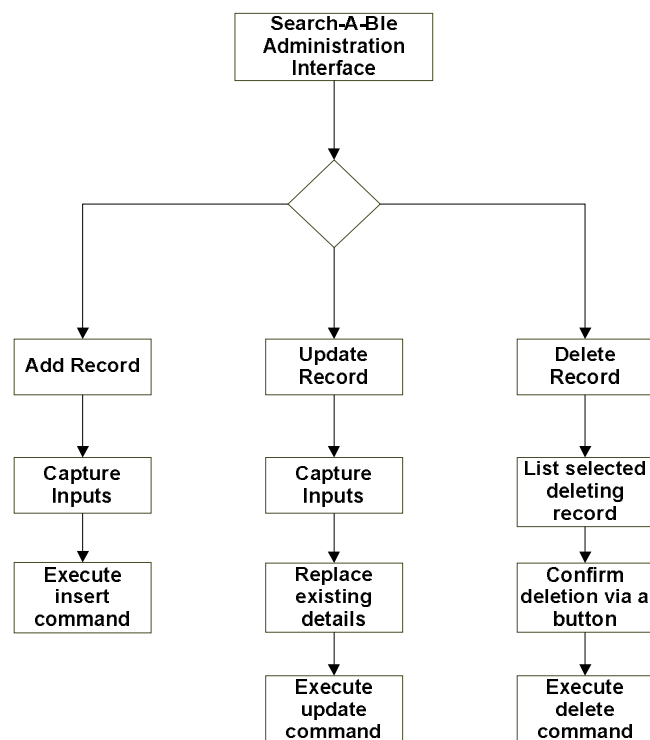 Search-A-Ble
Administration
Interface
Add Record
Update
Record
Delete
Record
Capture
Inputs
Capture
Inputs
List selected
deleting
record
Execute
insert
command
Replace
existing
details
Confirm
deletion via a
button
Execute
update
command
Execute
delete
command